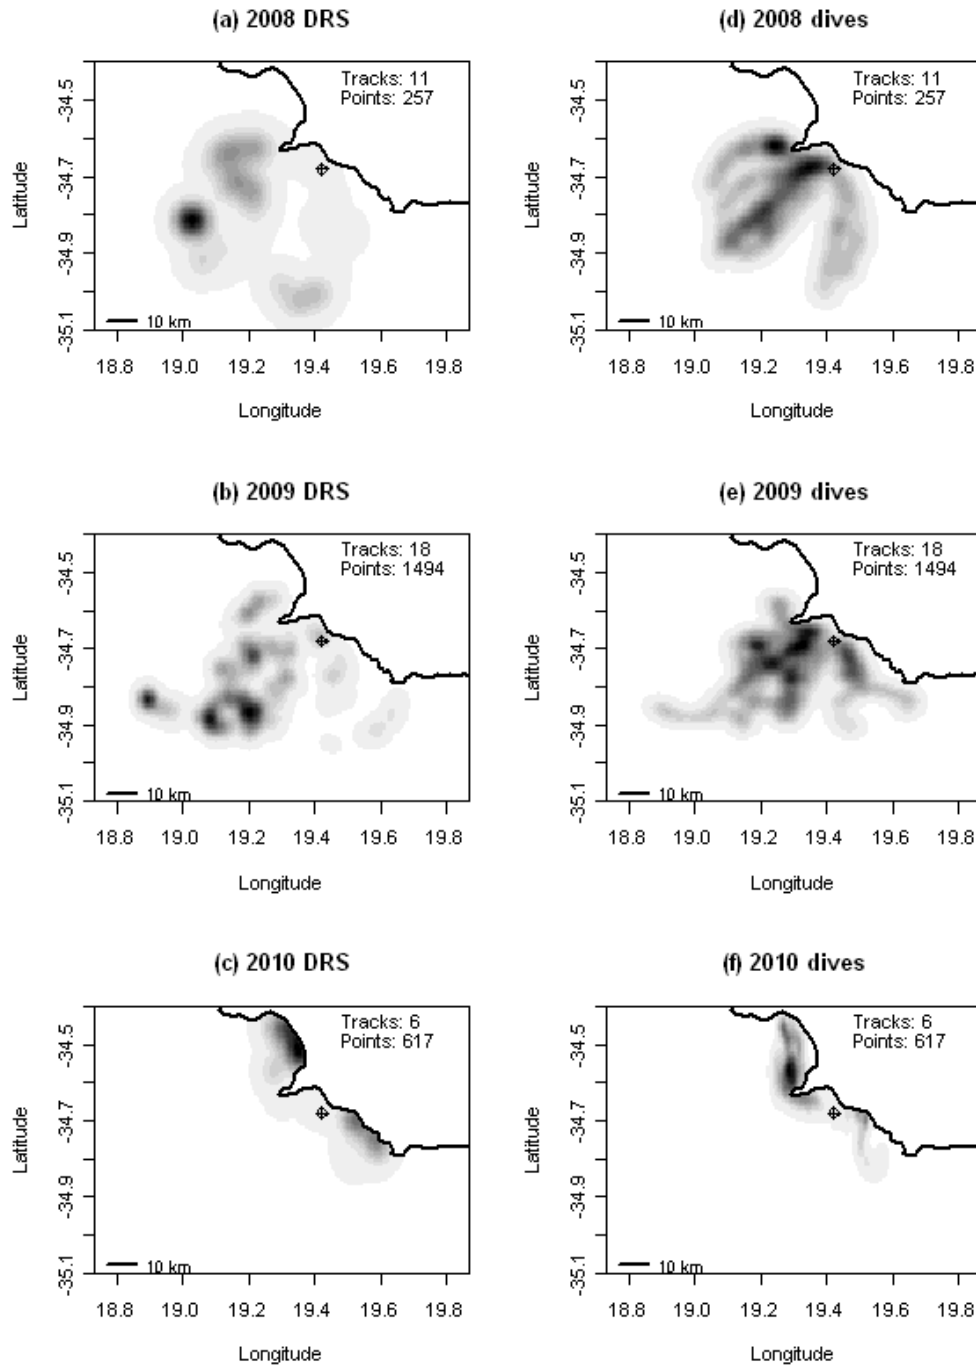 (a) 2008 DRS
Tracks: 11
Points: 257
Latitude
-34.5
-34.7
-34.9
-35.1
10 km
18.8 19.0 19.2 19.4 19.6 19.8
Longitude
(d) 2008 dives
Tracks: 11
Points: 257
Latitude
-34.5
-34.7
-34.9
-35.1
10 km
18.8 19.0 19.2 19.4 19.6 19.8
Longitude
(b) 2009 DRS
Tracks: 18
Points: 1494
Latitude
-34.5
-34.7
-34.9
-35.1
10 km
18.8 19.0 19.2 19.4 19.6 19.8
Longitude
(e) 2009 dives
Tracks: 18
Points: 1494
Latitude
-34.5
-34.7
-34.9
-35.1
10 km
18.8 19.0 19.2 19.4 19.6 19.8
Longitude
(c) 2010 DRS
Tracks: 6
Points: 617
Latitude
-34.5
-34.7
-34.9
-35.1
10 km
18.8 19.0 19.2 19.4 19.6 19.8
Longitude
(f) 2010 dives
Tracks: 6
Points: 617
Latitude
-34.5
-34.7
-34.9
-35.1
10 km
18.8 19.0 19.2 19.4 19.6 19.8
Longitude